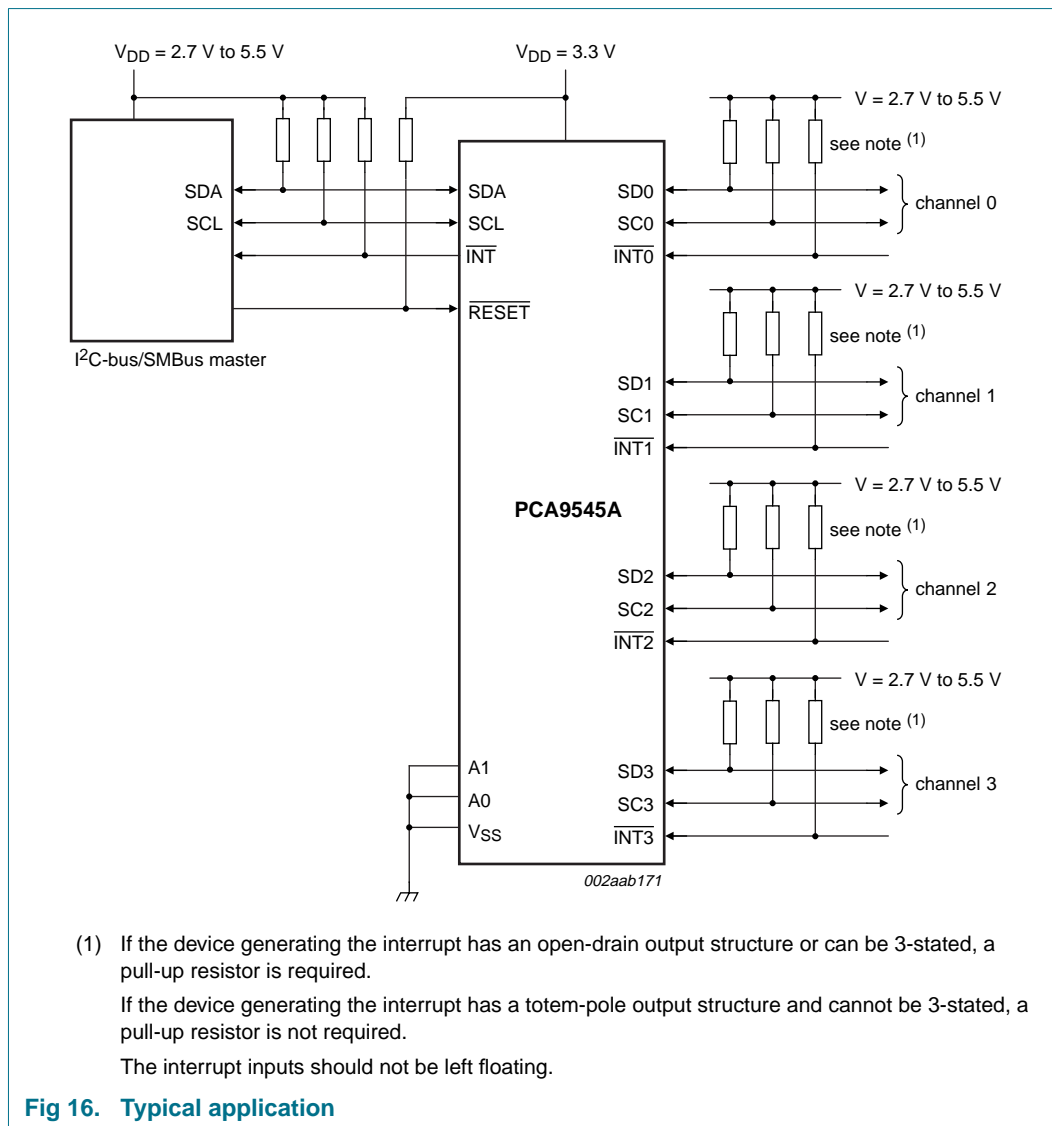 VDD = 2.7 V to 5.5 V
VDD = 3.3 V
V = 2.7 V to 5.5 V
see note (1)
SDA
SCL
SDA
SCL
INT
RESET
I2C-bus/SMBus master
SD0
SC0
INT0
channel 0
V = 2.7 V to 5.5 V
see note (1)
SD1
SC1
INT1
channel 1
PCA9545A
V = 2.7 V to 5.5 V
see note (1)
SD2
SC2
INT2
channel 2
V = 2.7 V to 5.5 V
see note (1)
SD3
SC3
INT3
channel 3
A1
A0
VSS
002aab171
(1) If the device generating the interrupt has an open-drain output structure or can be 3-stated, a
pull-up resistor is required.
If the device generating the interrupt has a totem-pole output structure and cannot be 3-stated, a
pull-up resistor is not required.
The interrupt inputs should not be left floating.
Fig 16. Typical application